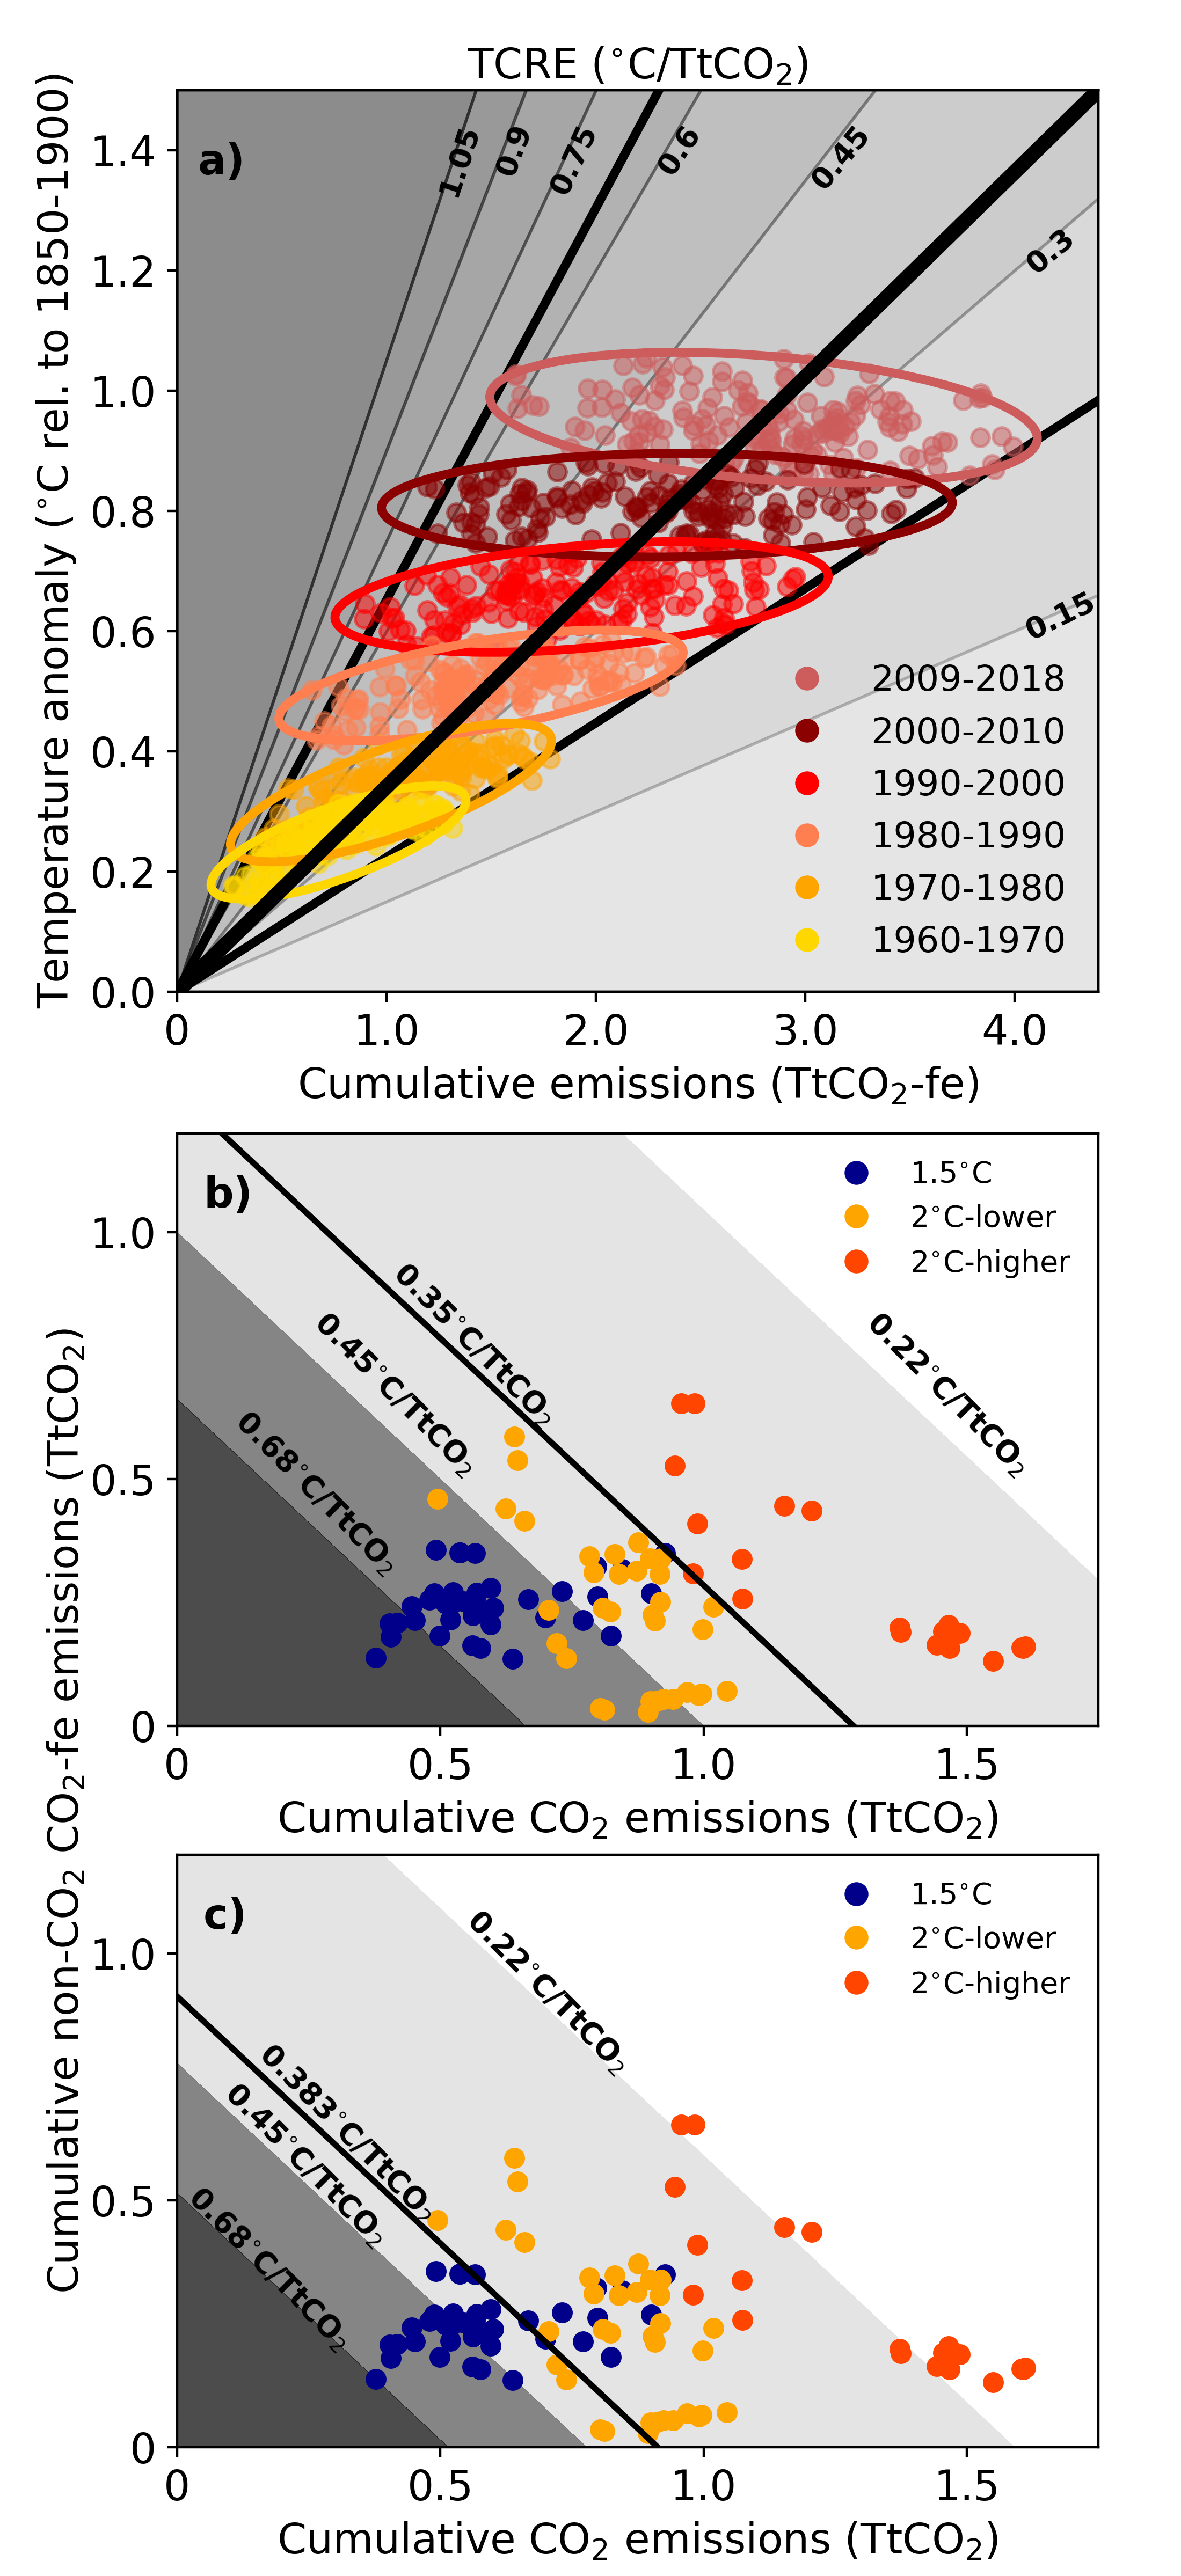 TCRE (°C/TtCO₂)
a)
1.05
0.9
0.75
0.6
0.45
0.3
0.15
Temperature anomaly (°C rel. to 1850-1900)
1.4
1.2
1.0
0.8
0.6
0.4
0.2
0.0
2009-2018
2000-2010
1990-2000
1980-1990
1970-1980
1960-1970
0 1.0 2.0 3.0 4.0
Cumulative emissions (TtCO₂-fe)
b)
1.5°C
2°C-lower
2°C-higher
0.35°C/TtCO₂
0.45°C/TtCO₂
0.68°C/TtCO₂
0.22°C/TtCO₂
1.0
0.5
0
0 0.5 1.0 1.5
Cumulative CO₂ emissions (TtCO₂)
Cumulative non-CO₂ CO₂-fe emissions (TtCO₂)
c)
1.5°C
2°C-lower
2°C-higher
0.22°C/TtCO₂
0.383°C/TtCO₂
0.45°C/TtCO₂
0.68°C/TtCO₂
1.0
0.5
0
0 0.5 1.0 1.5
Cumulative CO₂ emissions (TtCO₂)